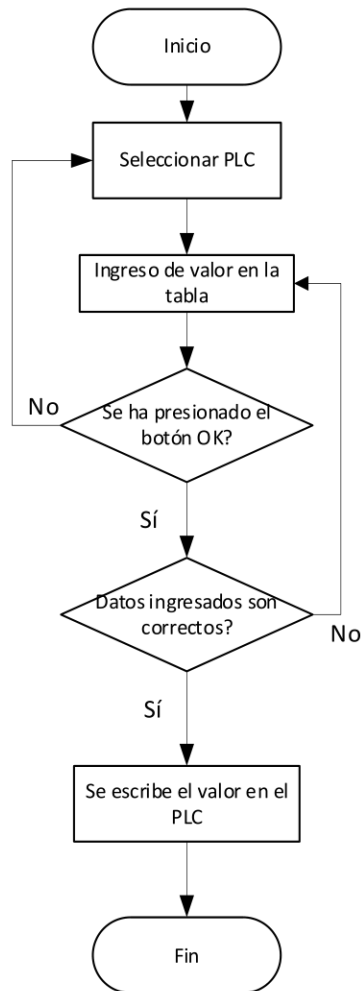 Inicio
Seleccionar PLC
Ingreso de valor en la
tabla
Se ha presionado el
botón OK?
No
Sí
Datos ingresados son
correctos?
No
Sí
Se escribe el valor en el
PLC
Fin